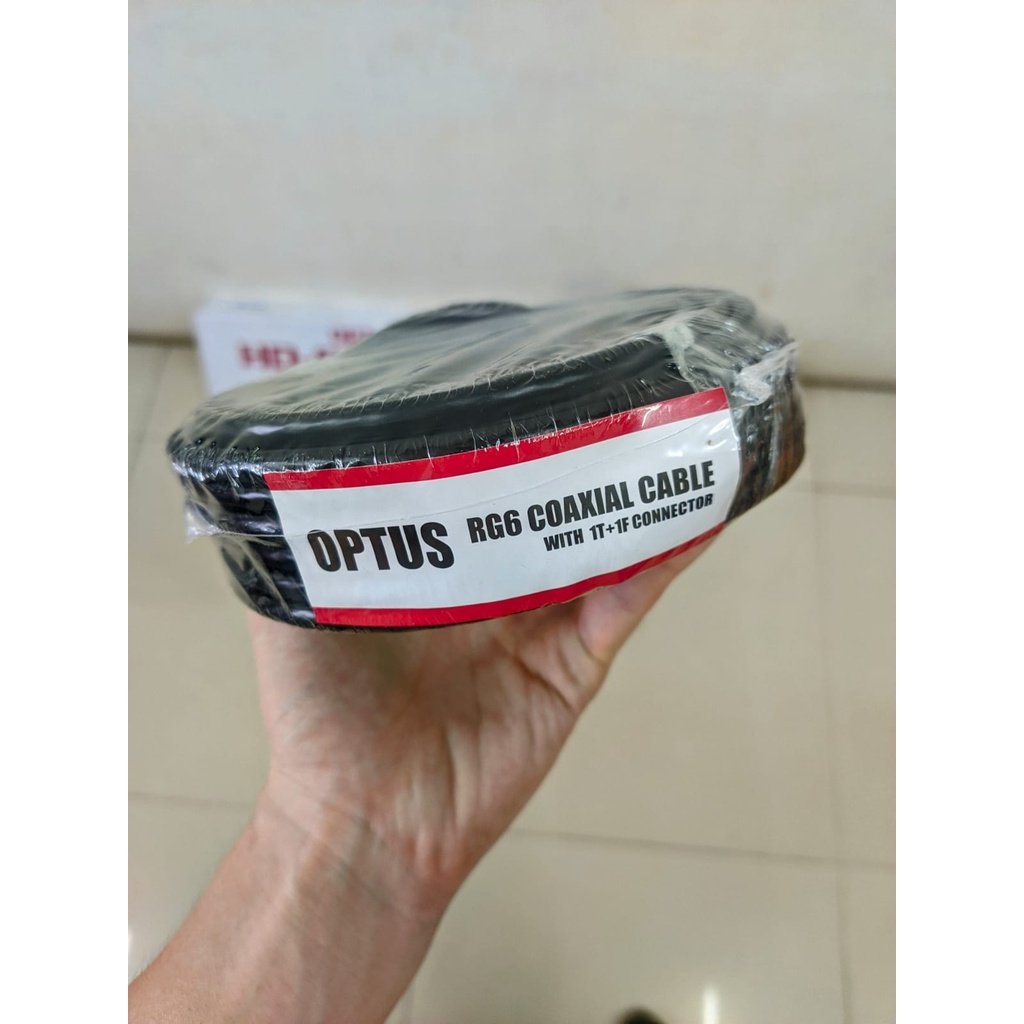 OPTUS RG6 COAXIAL CABLE
WITH 1T+1F CONNECTOR